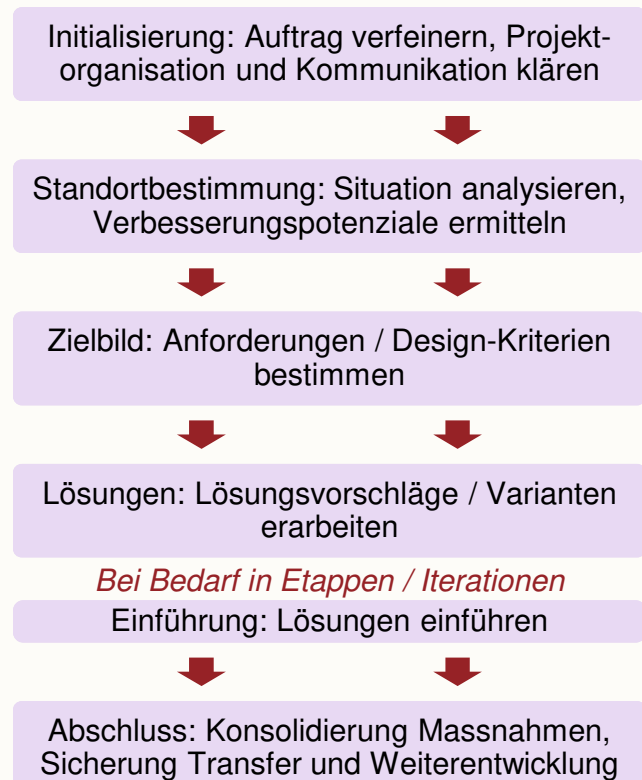 Initialisierung: Auftrag verfeinern, Projekt-
organisation und Kommunikation klären
Standortbestimmung: Situation analysieren,
Verbesserungspotenziale ermitteln
Zielbild: Anforderungen / Design-Kriterien
bestimmen
Lösungen: Lösungsvorschläge / Varianten
erarbeiten
Bei Bedarf in Etappen / Iterationen
Einführung: Lösungen einführen
Abschluss: Konsolidierung Massnahmen,
Sicherung Transfer und Weiterentwicklung